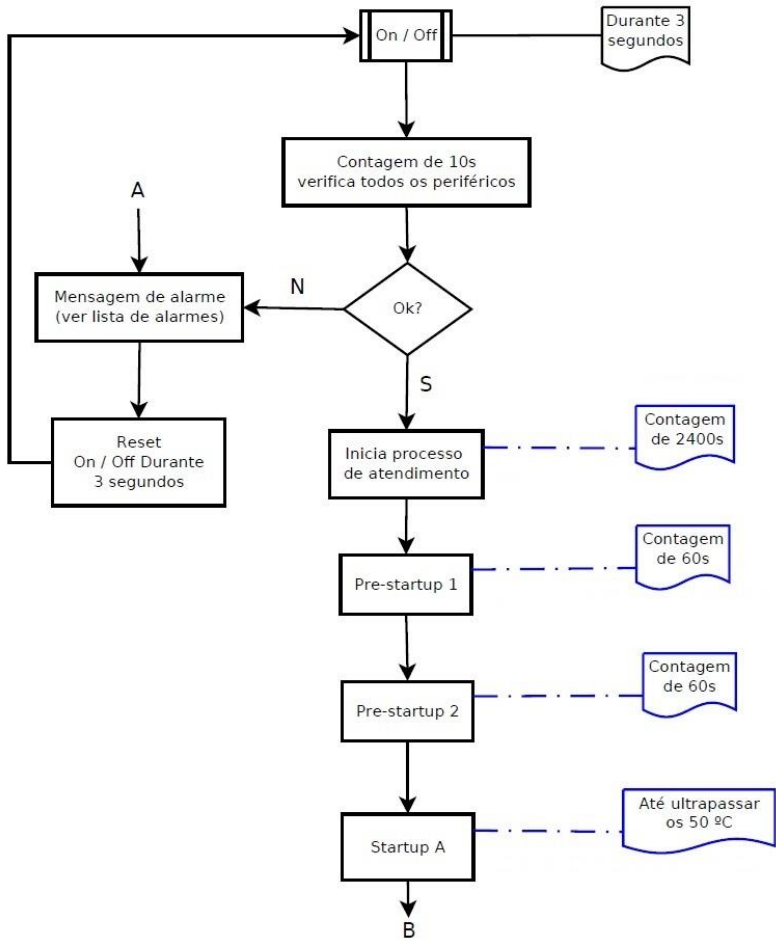 On / Off
Durante 3
segundos
Contagem de 10s
verifica todos os periféricos
A
Mensagem de alarme
(ver lista de alarmes)
N
Ok?
S
Reset
On / Off Durante
3 segundos
Inicia processo
de atendimento
Contagem
de 2400s
Pre-startup 1
Contagem
de 60s
Pre-startup 2
Contagem
de 60s
Startup A
Até ultrapassar
os 50 ºC
B